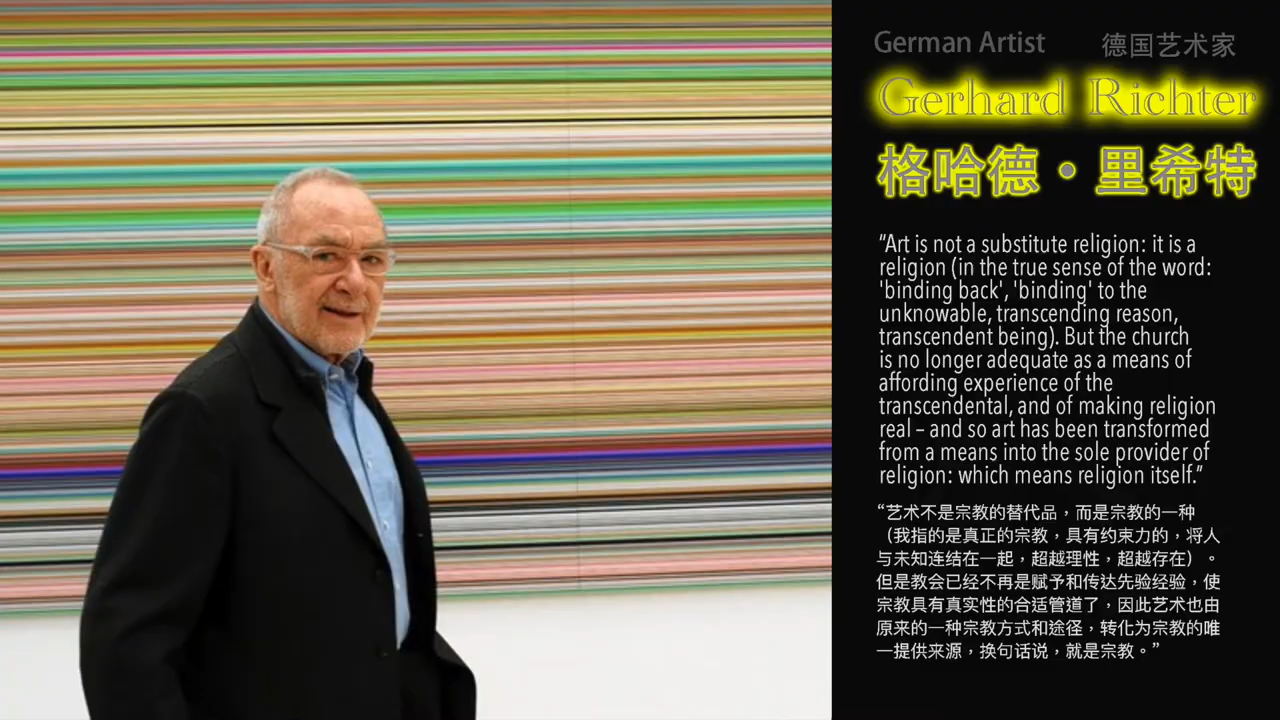 German Artist 德国艺术家
Gerhard Richter
格哈德·里希特
“Art is not a substitute religion: it is a
religion (in the true sense of the word:
'binding back', 'binding' to the
unknowable, transcending reason,
transcendent being). But the church
is no longer adequate as a means of
affording experience of the
transcendental, and of making religion
real – and so art has been transformed
from a means into the sole provider of
religion: which means religion itself.”
“艺术不是宗教的替代品，而是宗教的一种
（我指的是真正的宗教，具有约束力的，将人
与未知连结在一起，超越理性，超越存在）。
但是教会已经不再是赋予和传达先验经验，使
宗教具有真实性的合适管道了，因此艺术也由
原来的一种宗教方式和途径，转化为宗教的唯
一提供来源，换句话说，就是宗教。”